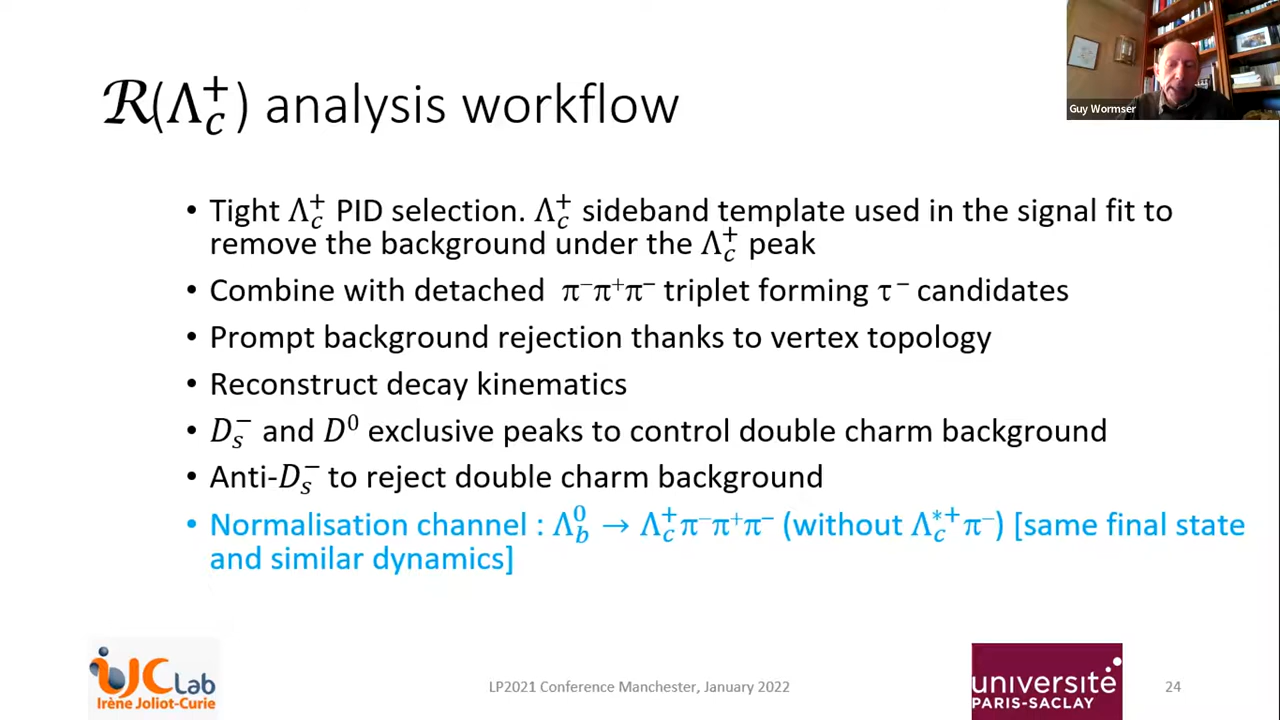 Guy Wormser
ℛ(Λ_c^+) analysis workflow
• Tight Λ_c^+ PID selection. Λ_c^+ sideband template used in the signal fit to
remove the background under the Λ_c^+ peak
• Combine with detached π⁻π⁺π⁻ triplet forming τ⁻ candidates
• Prompt background rejection thanks to vertex topology
• Reconstruct decay kinematics
• D_s^- and D⁰ exclusive peaks to control double charm background
• Anti-D_s^- to reject double charm background
• Normalisation channel : Λ_b^0 → Λ_c^+π⁻π⁺π⁻ (without Λ_c^{*+}π⁻) [same final state
and similar dynamics]
iJC Lab
Irène Joliot-Curie
LP2021 Conference Manchester, January 2022
université
PARIS-SACLAY
24